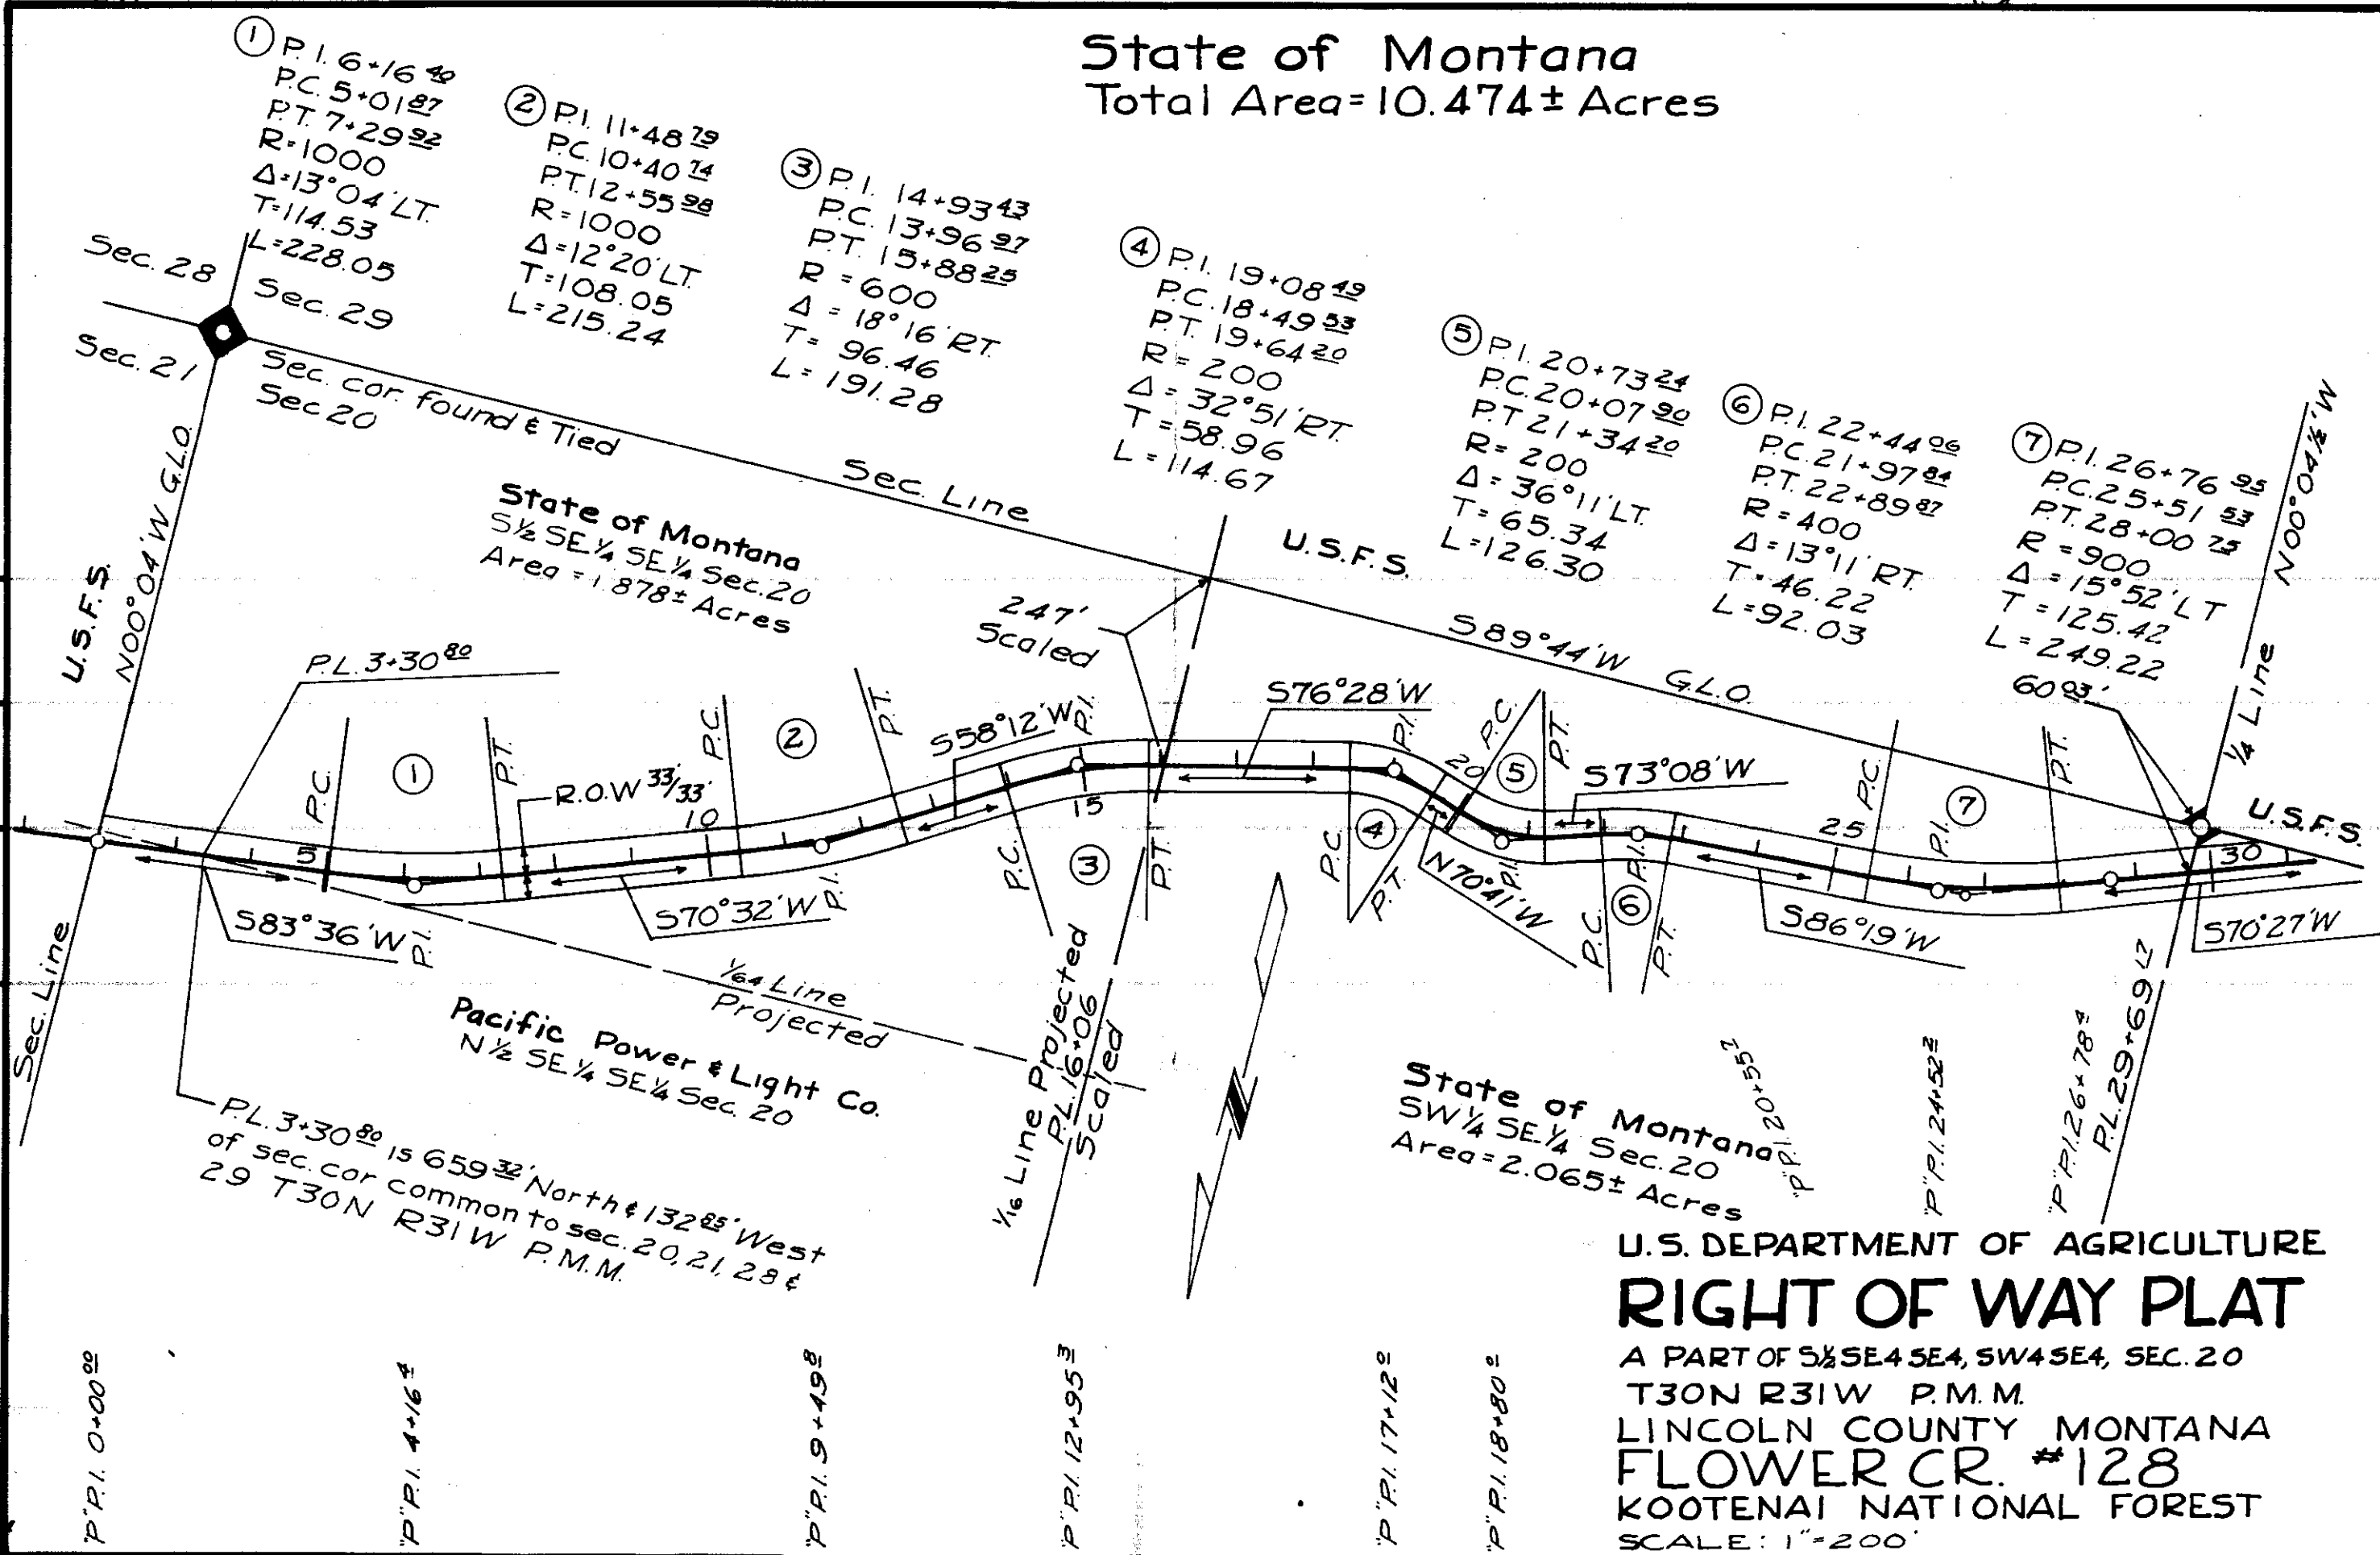 State of Montana
Total Area=10.474± Acres
① P.I. 6+16 40
P.C. 5+01 87
P.T. 7+29 92
R=1000
Δ=13°04' LT.
T=114.53
L=228.05
② P.I. 11+48 79
P.C. 10+40 74
P.T. 12+55 98
R=1000
Δ=12°20' LT.
T=108.05
L=215.24
③ P.I. 14+93 43
P.C. 13+96 97
P.T. 15+88 25
R=600
Δ=18°16' RT.
T=96.46
L=191.28
④ P.I. 19+08 49
P.C. 18+49 53
P.T. 19+64 20
R=200
Δ=32°51' RT.
T=58.96
L=114.67
⑤ P.I. 20+73 24
P.C. 20+07 90
P.T 21+34 20
R=200
Δ=36°11' LT.
T=65.34
L=126.30
⑥ P.I. 22+44 06
P.C. 21+97 84
P.T. 22+89 87
R=400
Δ=13°11' RT.
T=46.22
L=92.03
⑦ P.I. 26+76 95
P.C. 25+51 53
P.T. 28+00 75
R=900
Δ=15°52' LT
T=125.42
L=249.22
Sec. 28
Sec. 29
Sec. 21
Sec. cor. found & Tied
Sec 20
Sec. Line
U.S.F.S.
S89°44'W G.L.O.
N00°04½'W
¼ Line
60 03'
U.S.F.S.
U.S.F.S.
N00°04'W G.L.O.
Sec. Line
State of Montana
S½ SE¼ SE¼ Sec.20
Area = 1.878± Acres
247'
Scaled
P.L. 3+30 80
P.C.
①
P.T.
R.O.W 33/33'
P.C.
②
P.T.
S58°12'W
P.I.
S76°28'W
P.I.
P.C.
⑤
P.T.
S73°08'W
P.C.
⑦
P.T.
5
10
15
20
25
30
S83°36'W
P.I.
S70°32'W
P.I.
P.C.
③
P.T.
P.C.
④
P.T.
N70°41'W
P.I.
P.C.
⑥
P.I.
P.T.
S86°19'W
P.I.
S70°27'W
1/64 Line
Projected
Pacific Power & Light Co.
N½ SE¼ SE¼ Sec. 20
P.L. 3+30 80 is 659 32' North & 132 85' West
of sec. cor common to sec. 20, 21, 28 &
29 T30N R31W P.M.M.
1/16 Line Projected
P.L. 16+06
Scaled
N
State of Montana
SW¼ SE¼ Sec. 20
Area = 2.065± Acres
P.L. 29+69 17
"P" P.I. 0+00 00
"P" P.I. 4+16 4
"P" P.I. 9+49 8
"P" P.I. 12+95 3
"P" P.I. 17+12 0
"P" P.I. 18+80 0
"P" P.I. 20+55 2
"P" P.I. 24+52 2
"P" P.I. 26+78 4
U.S. DEPARTMENT OF AGRICULTURE
RIGHT OF WAY PLAT
A PART OF S½SE4SE4, SW4SE4, SEC. 20
T30N R31W P.M.M.
LINCOLN COUNTY MONTANA
FLOWER CR. #128
KOOTENAI NATIONAL FOREST
SCALE: 1"=200'